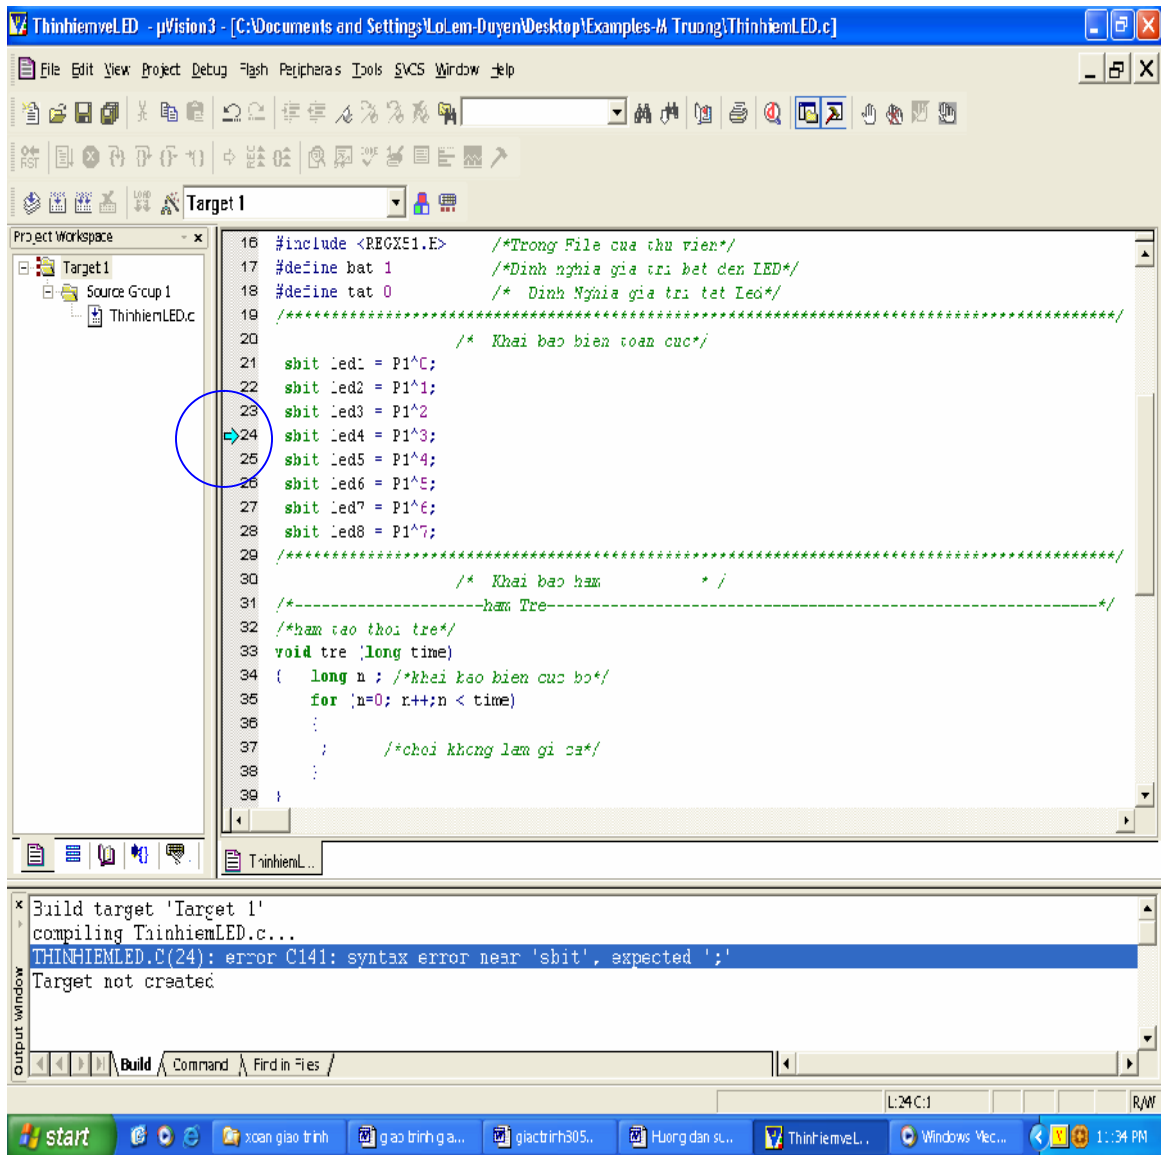 ThinhiemveLED - µVision3 - [C:\Documents and Settings\LoLem-Duyen\Desktop\Examples-M Truong\ThinhiemLED.c]
File Edit View Project Debug Flash Peripherals Tools SVCS Window Help
Target 1
Project Workspace
Target 1
Source Group 1
ThinhiemLED.c
16 #include <REGX51.H> /*Trong File cua thu vien*/
17 #define bat 1 /*Dinh nghia gia tri bat den LED*/
18 #define tat 0 /* Dinh Nghia gia tri tat Led*/
19 /*******************************************************************************************/
20 /* Khai bao bien toan cuc*/
21 sbit led1 = P1^0;
22 sbit led2 = P1^1;
23 sbit led3 = P1^2
24 sbit led4 = P1^3;
25 sbit led5 = P1^4;
26 sbit led6 = P1^5;
27 sbit led7 = P1^6;
28 sbit led8 = P1^7;
29 /*******************************************************************************************/
30 /* Khai bao ham * /
31 /*---------------------ham Tre-------------------------------------------------------------*/
32 /*ham tao thoi tre*/
33 void tre (long time)
34 { long n ; /*khai bao bien cuc bo*/
35 for (n=0; n++;n < time)
36 {
37 ; /*choi khong lam gi ca*/
38 }
39 }
ThinhiemL...
Build target 'Target 1'
compiling ThinhiemLED.c...
THINHIEMLED.C(24): error C141: syntax error near 'sbit', expected ';'
Target not created
Output Window
Build Command Find in Files
L:24 C:1 R/W
start xoan giao trinh giao trinh gia... giaotrinh305.. Huong dan su... ThinhiemveL.. Windows Mec... 11:34 PM